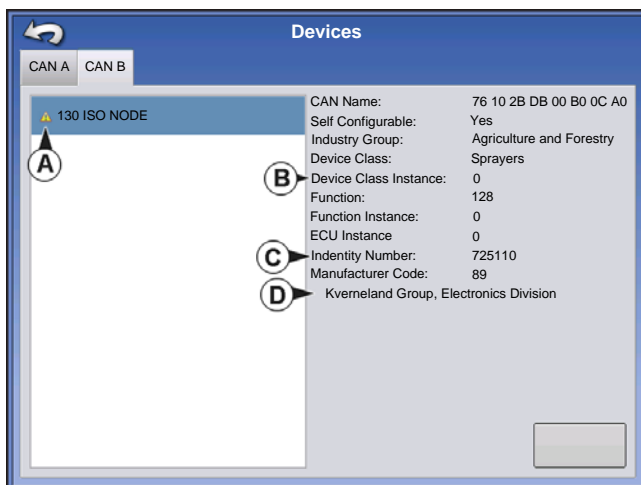 Devices
CAN A CAN B
130 ISO NODE
A
CAN Name: 76 10 2B DB 00 B0 0C A0
Self Configurable: Yes
Industry Group: Agriculture and Forestry
Device Class: Sprayers
B Device Class Instance: 0
Function: 128
Function Instance: 0
ECU Instance 0
C Indentity Number: 725110
Manufacturer Code: 89
D Kverneland Group, Electronics Division